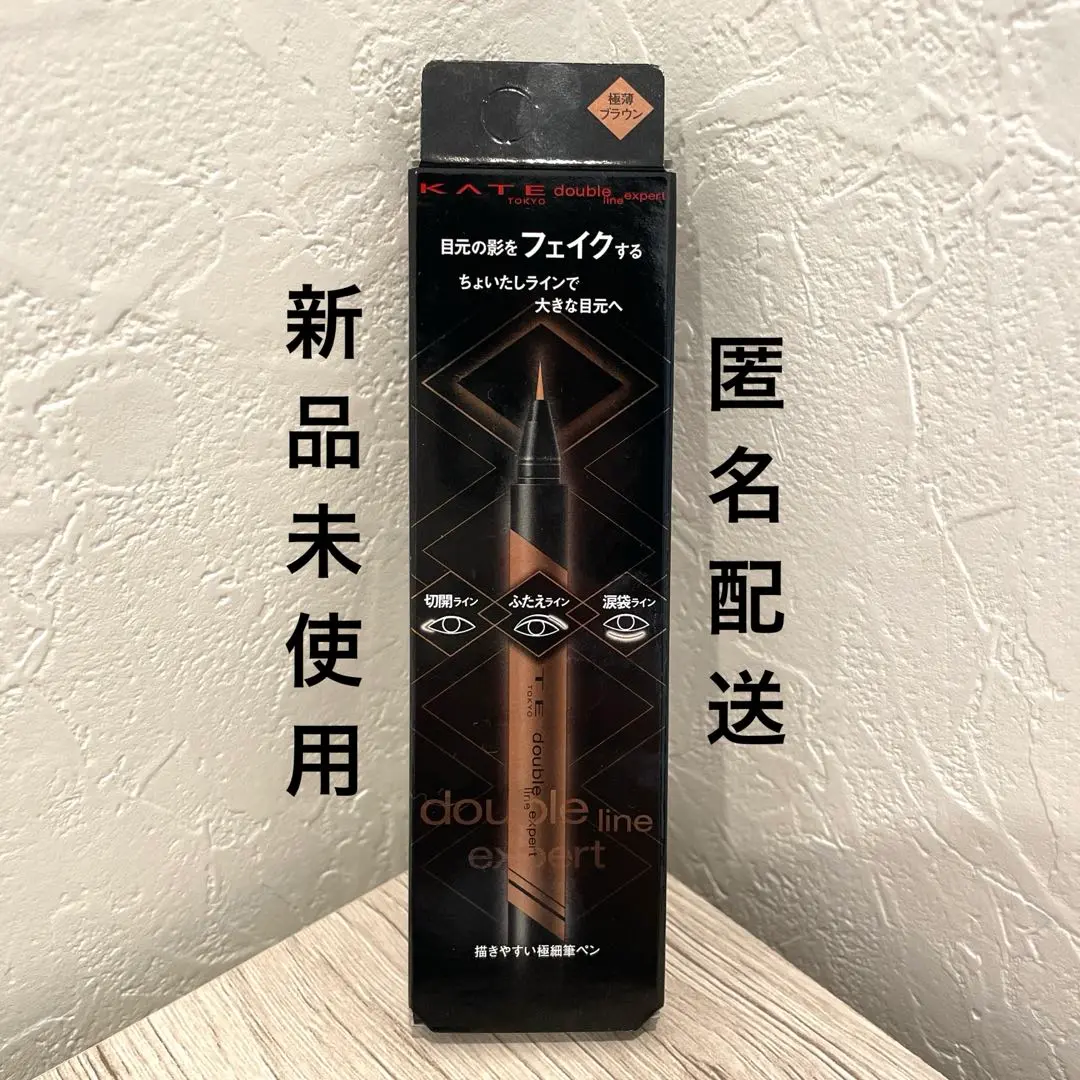 極薄
ブラウン
KATE
TOKYO
double
line expert
目元の影をフェイクする
ちょいたしラインで
大きな目元へ
新品未使用
匿名配送
切開ライン
ふたえライン
涙袋ライン
TE
TOKYO
double
line expert
double line
expert
描きやすい極細筆ペン